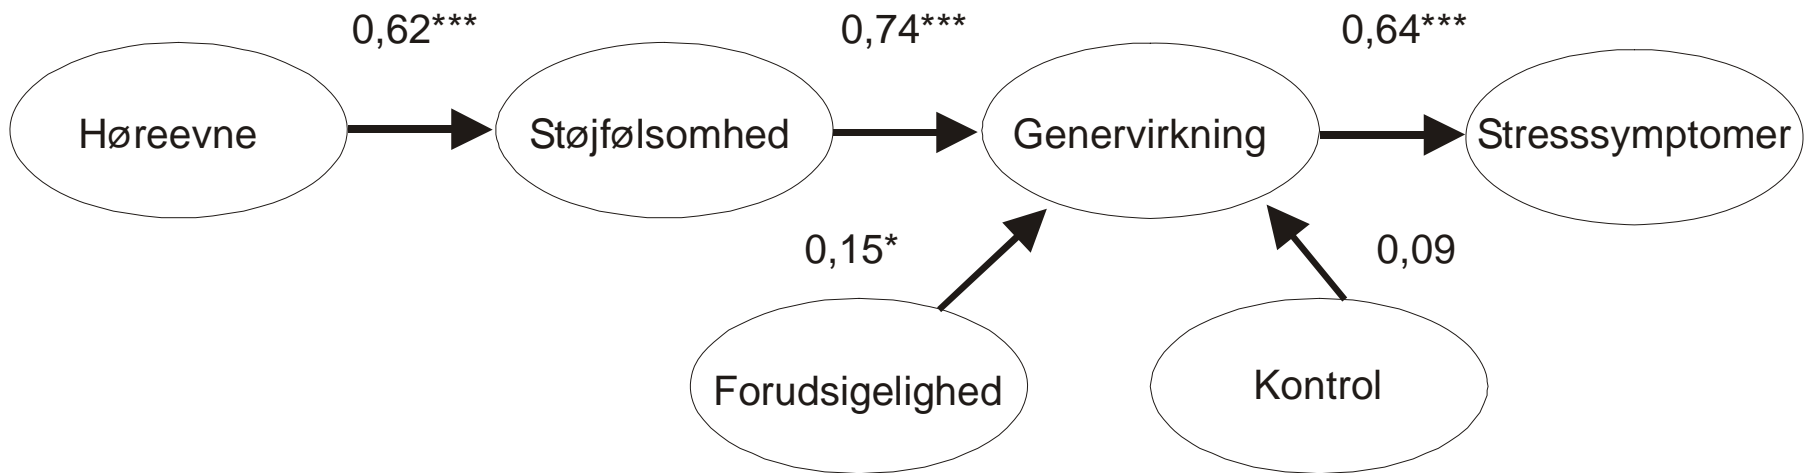 0,62***
0,74***
0,64***
Høreevne
Støjfølsomhed
Genervirkning
Stresssymptomer
0,15*
0,09
Forudsigelighed
Kontrol